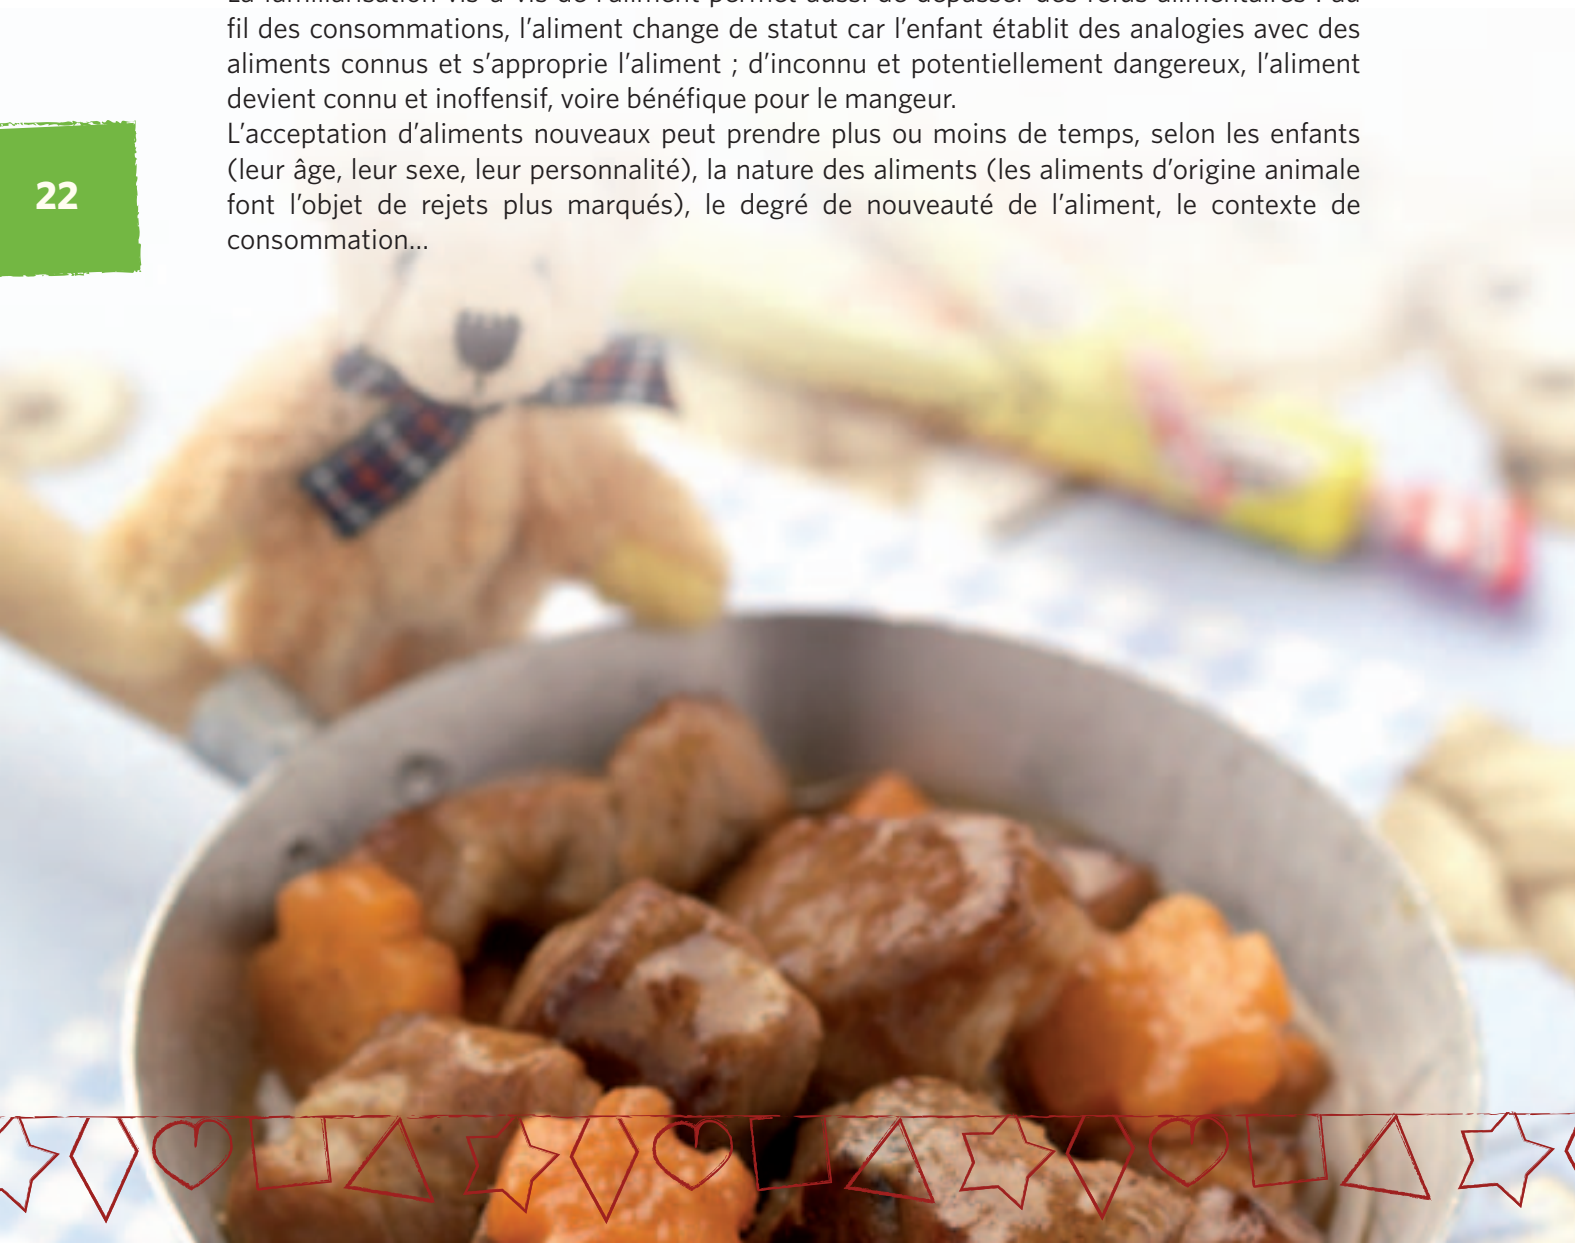 fil des consommations, l'aliment change de statut car l'enfant établit des analogies avec des
aliments connus et s'approprie l'aliment ; d'inconnu et potentiellement dangereux, l'aliment
devient connu et inoffensif, voire bénéfique pour le mangeur.
L'acceptation d'aliments nouveaux peut prendre plus ou moins de temps, selon les enfants
(leur âge, leur sexe, leur personnalité), la nature des aliments (les aliments d'origine animale
font l'objet de rejets plus marqués), le degré de nouveauté de l'aliment, le contexte de
consommation...
22